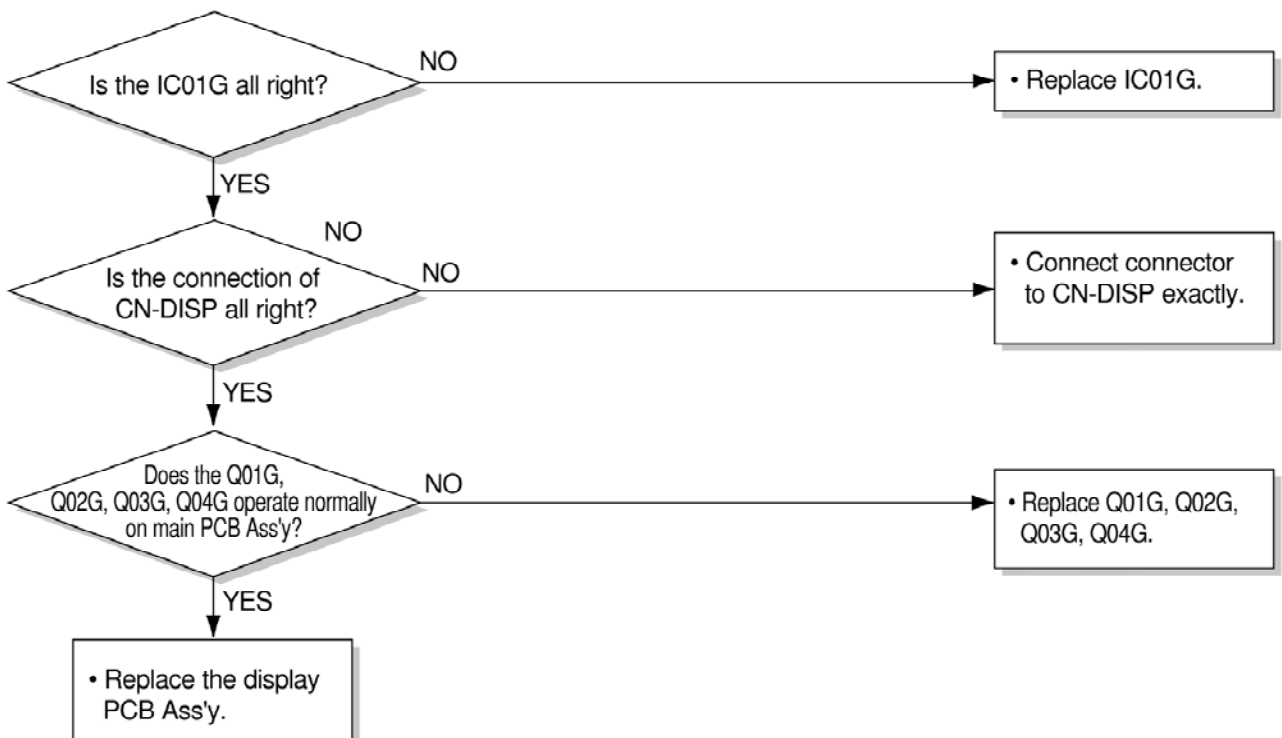 Is the IC01G all right?
NO
• Replace IC01G.
YES
NO
Is the connection of
CN-DISP all right?
NO
• Connect connector
to CN-DISP exactly.
YES
Does the Q01G,
Q02G, Q03G, Q04G operate normally
on main PCB Ass'y?
NO
• Replace Q01G, Q02G,
Q03G, Q04G.
YES
• Replace the display
PCB Ass'y.